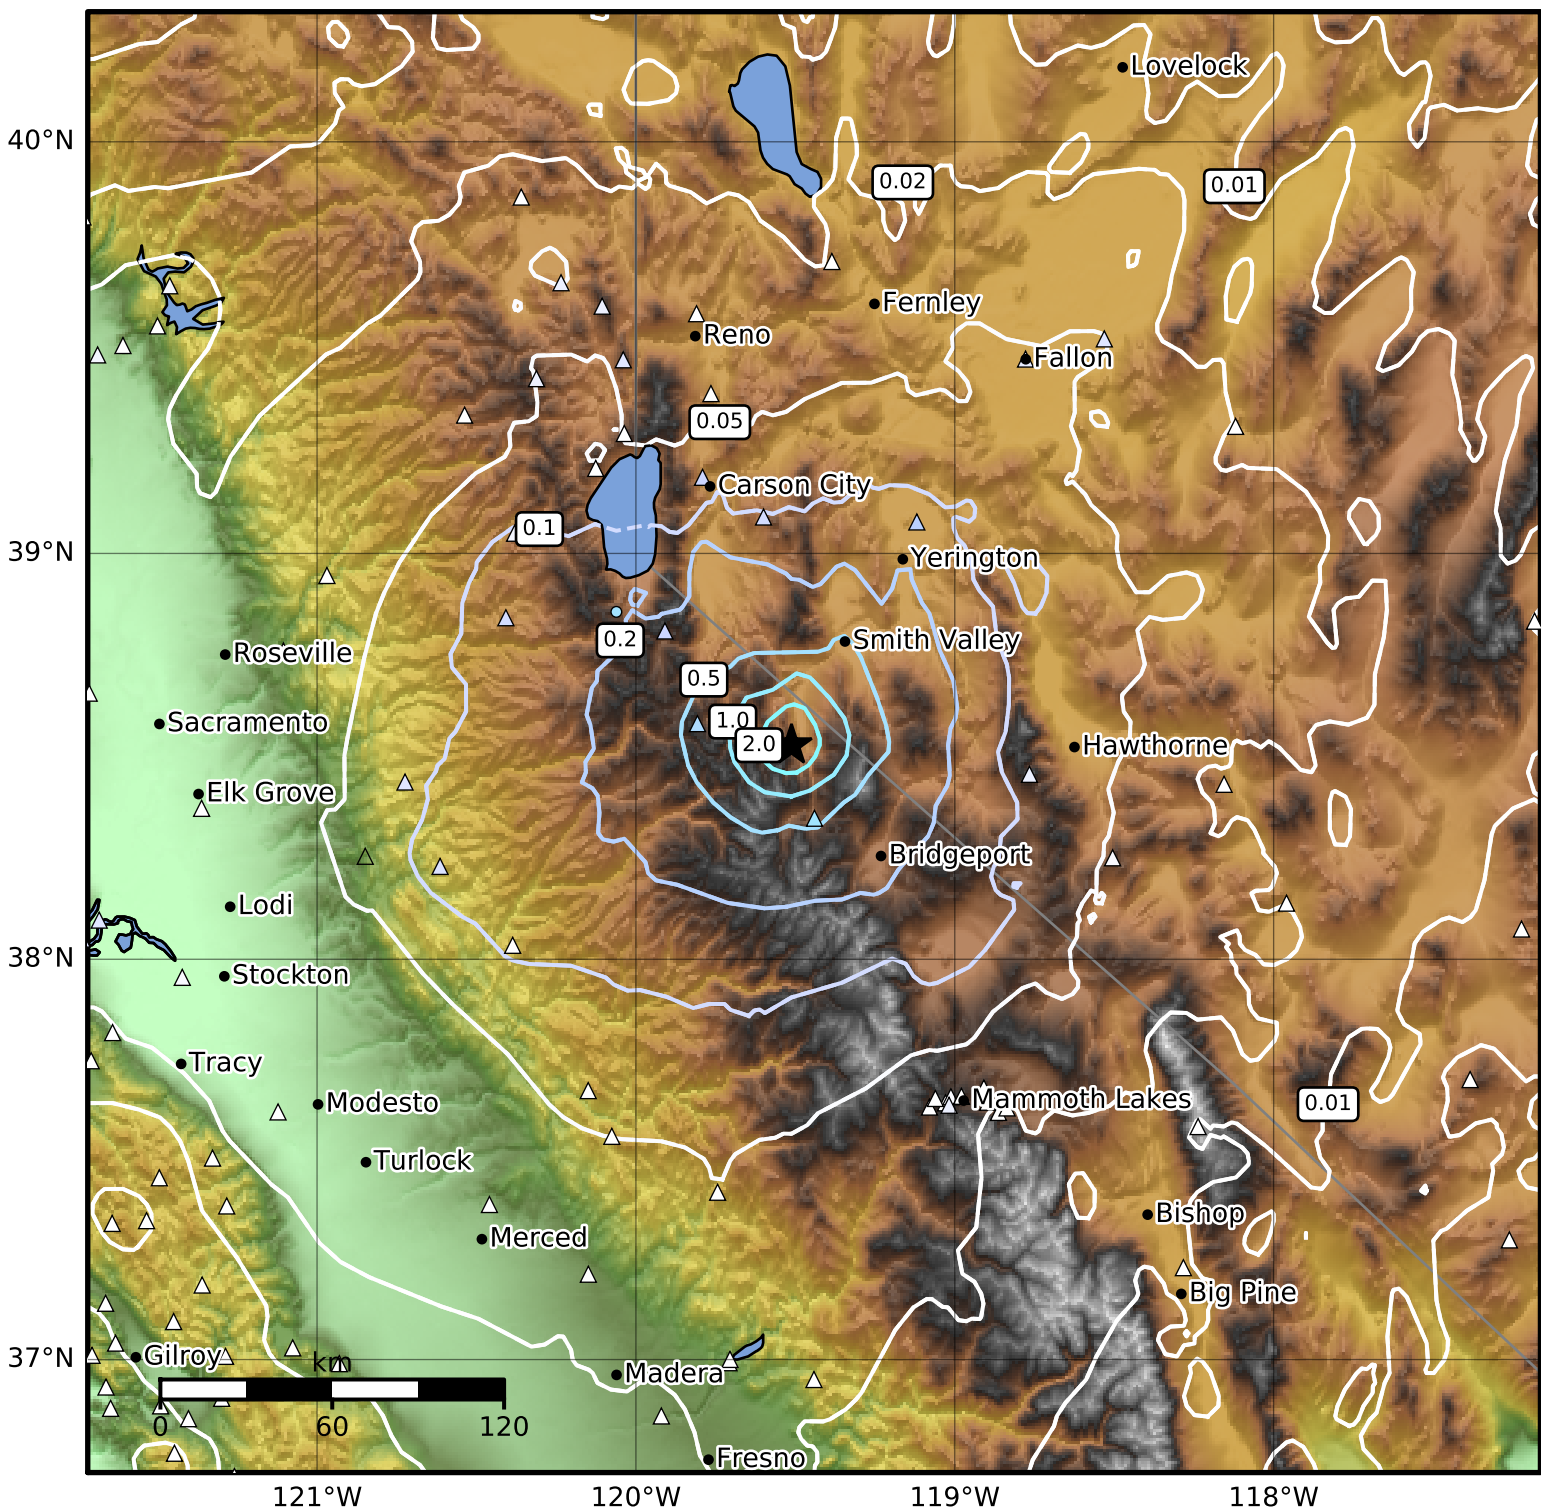 Lovelock
40°N
0.02
0.01
Fernley
Reno
Fallon
0.05
Carson City
0.1
39°N
Yerington
0.2
Smith Valley
Roseville
0.5
Sacramento
1.0
2.0
Hawthorne
Elk Grove
Bridgeport
Lodi
38°N
Stockton
Tracy
Mammoth Lakes
Modesto
0.01
Turlock
Bishop
Merced
Big Pine
37°N
Gilroy
km
Madera
0 60 120
Fresno
121°W 120°W 119°W 118°W